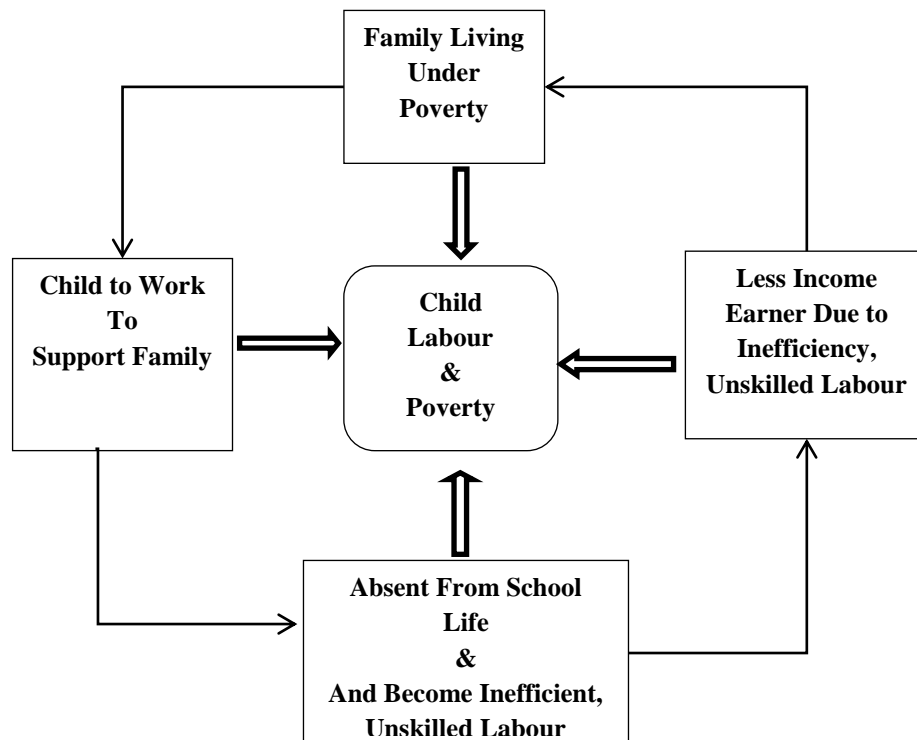 Family Living
Under
Poverty
Child to Work
To
Support Family
Child
Labour
&
Poverty
Less Income
Earner Due to
Inefficiency,
Unskilled Labour
Absent From School
Life
&
And Become Inefficient,
Unskilled Labour